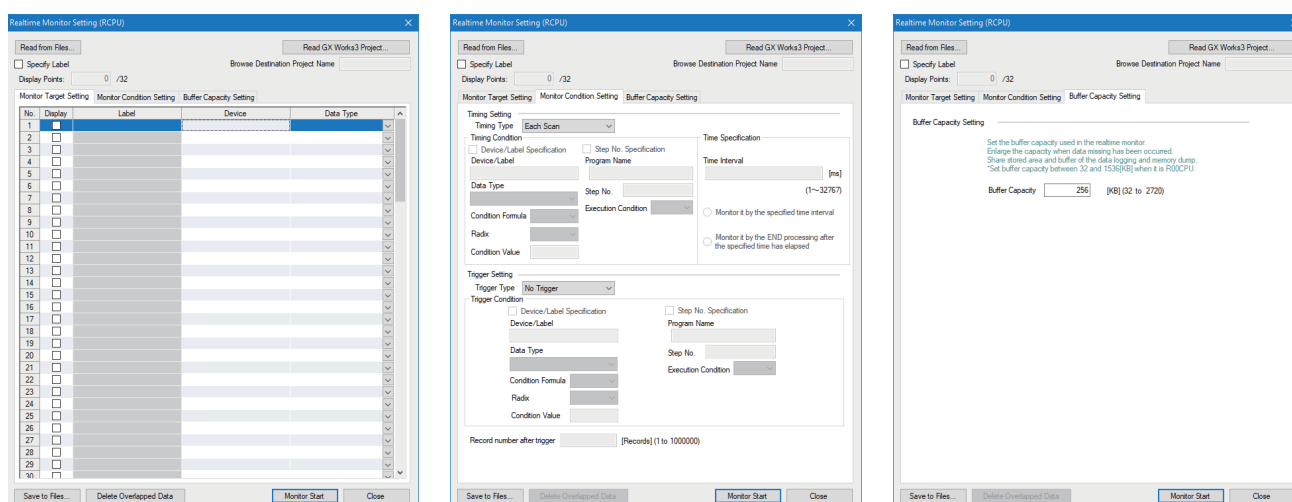 Realtime Monitor Setting (RCPU)
Read from Files...
Read GX Works3 Project...
Specify Label
Browse Destination Project Name
Display Points: 0 /32
Monitor Target Setting Monitor Condition Setting Buffer Capacity Setting
No. Display Label Device Data Type
1
2
3
4
5
6
7
8
9
10
11
12
13
14
15
16
17
18
19
20
21
22
23
24
25
26
27
28
29
30
Save to Files... Delete Overlapped Data Monitor Start Close
Realtime Monitor Setting (RCPU)
Read from Files...
Read GX Works3 Project...
Specify Label
Browse Destination Project Name
Display Points: 0 /32
Monitor Target Setting Monitor Condition Setting Buffer Capacity Setting
Timing Setting
Timing Type Each Scan
Timing Condition
Device/Label Specification
Device/Label
Data Type
Condition Formula
Radix
Condition Value
Step No. Specification
Program Name
Step No.
Execution Condition
Time Specification
Time Interval
[ms]
(1～32767)
Monitor it by the specified time interval
Monitor it by the END processing after
the specified time has elapsed
Trigger Setting
Trigger Type No Trigger
Trigger Condition
Device/Label Specification
Device/Label
Data Type
Condition Formula
Radix
Condition Value
Step No. Specification
Program Name
Step No.
Execution Condition
Record number after trigger [Records] (1 to 1000000)
Save to Files... Delete Overlapped Data Monitor Start Close
Realtime Monitor Setting (RCPU)
Read from Files...
Read GX Works3 Project...
Specify Label
Browse Destination Project Name
Display Points: 0 /32
Monitor Target Setting Monitor Condition Setting Buffer Capacity Setting
Buffer Capacity Setting
Set the buffer capacity used in the realtime monitor.
Enlarge the capacity when data missing has been occurred.
Share stored area and buffer of the data logging and memory dump.
*Set buffer capacity between 32 and 1536[KB] when it is R00CPU.
Buffer Capacity 256 [KB] (32 to 2720)
Save to Files... Delete Overlapped Data Monitor Start Close